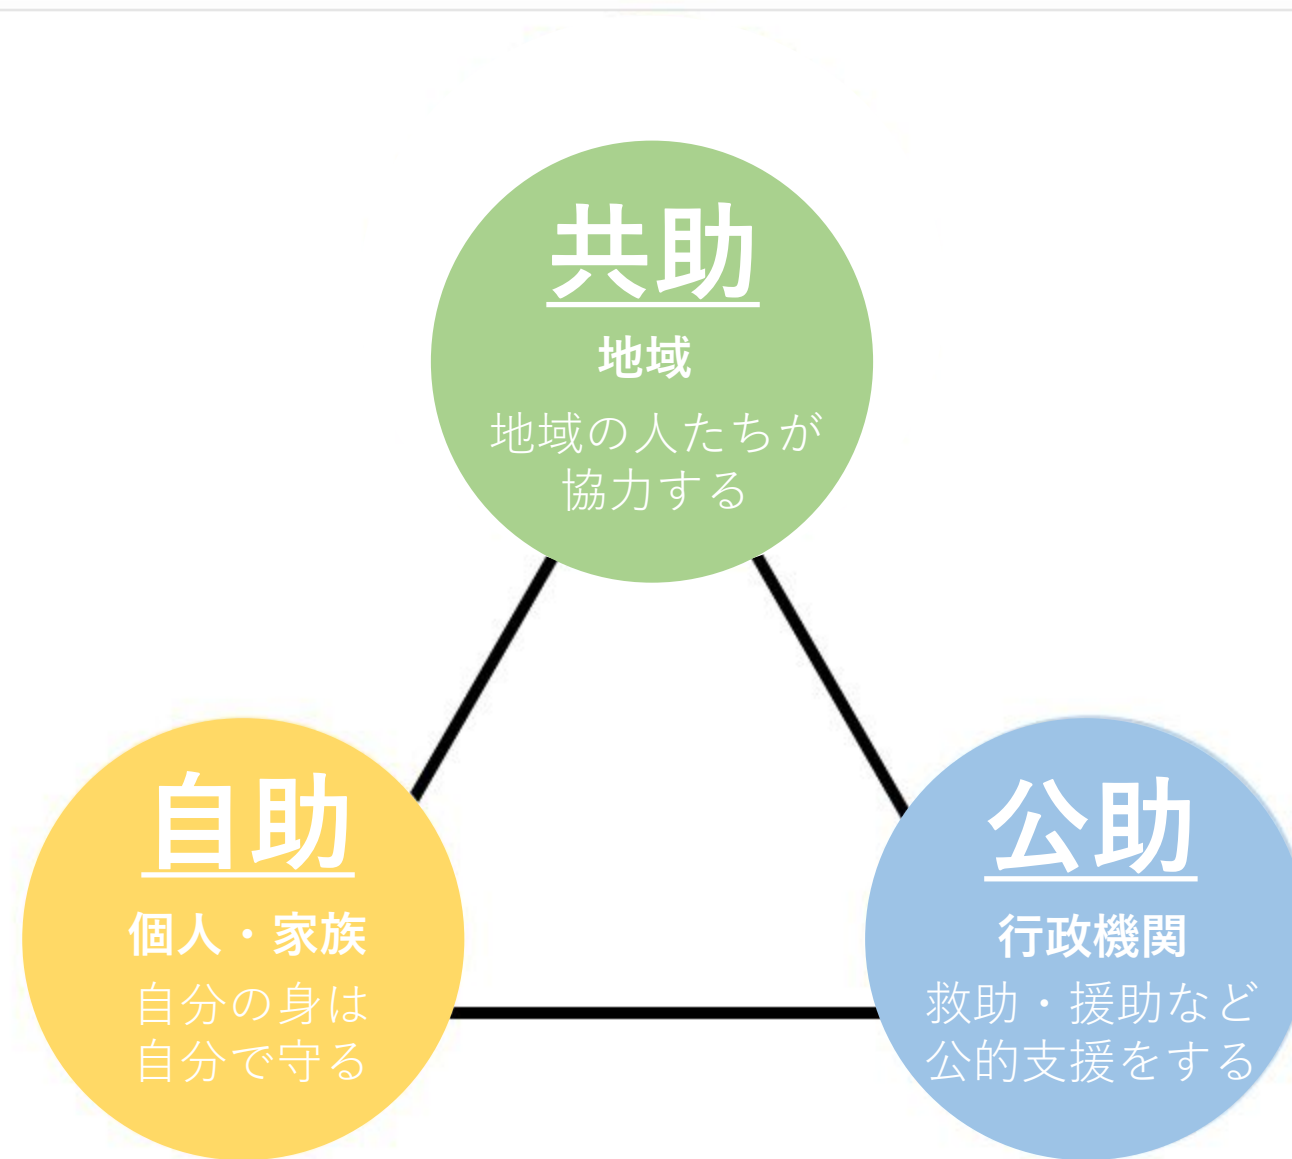 共助
地域
地域の人たちが
協力する
自助
個人・家族
自分の身は
自分で守る
公助
行政機関
救助・援助など
公的支援をする